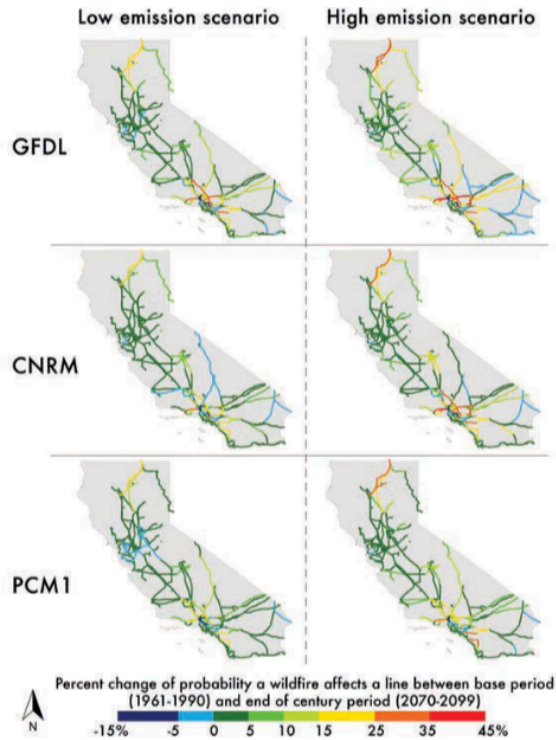 Low emission scenario
High emission scenario
GFDL
CNRM
PCM1
Percent change of probability a wildfire affects a line between base period
(1961-1990) and end of century period (2070-2099)
N
-15% -5 0 5 10 15 25 35 45%